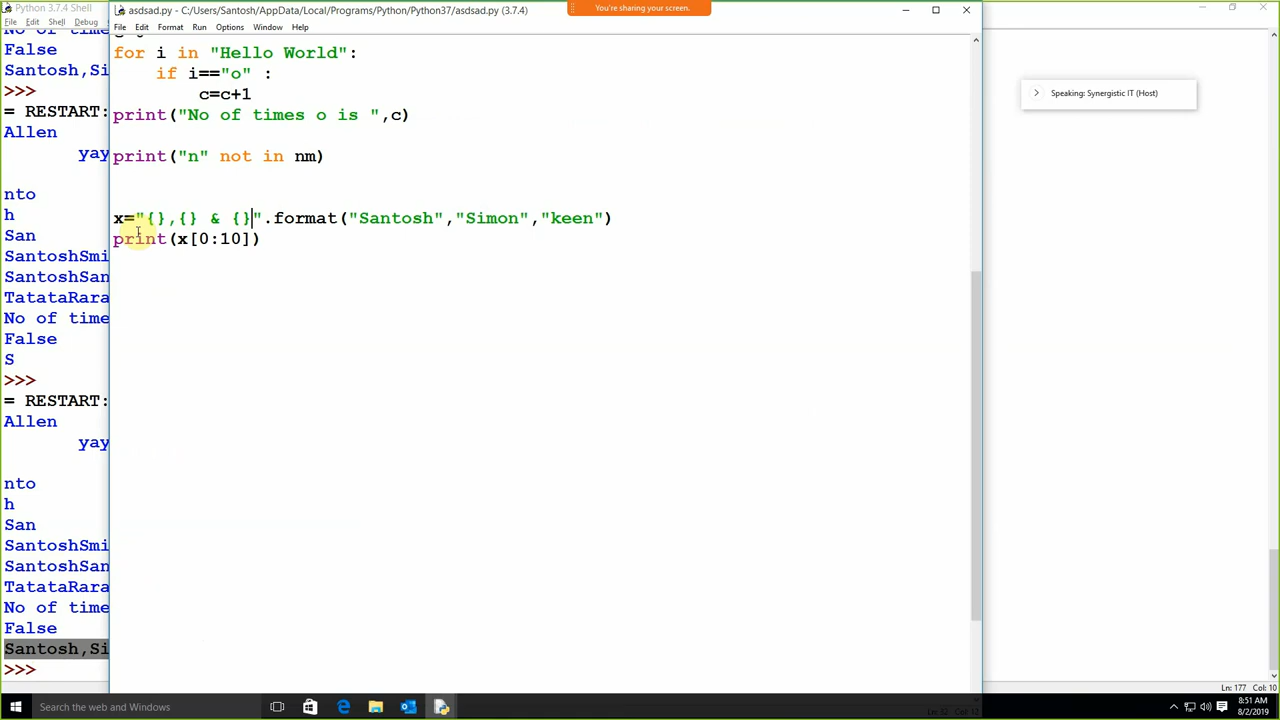 Python 3.7.4 Shell
File Edit Shell Debug
False
Santosh,Si
>>>
= RESTART:
Allen
yay
nto
h
San
SantoshSmi
SantoshSan
TatataRara
No of time
False
S
>>>
= RESTART:
Allen
yay
nto
h
San
SantoshSmi
SantoshSan
TatataRara
No of time
False
Santosh,Si
>>>
asdsad.py - C:/Users/Santosh/AppData/Local/Programs/Python/Python37/asdsad.py (3.7.4)
File Edit Format Run Options Window Help
for i in "Hello World":
if i=="o" :
c=c+1
print("No of times o is ",c)
print("n" not in nm)
x="{},{} & {}".format("Santosh","Simon","keen")
print(x[0:10])
You're sharing your screen.
Speaking: Synergistic IT (Host)
Ln: 177 Col: 10
Search the web and Windows
8:51 AM
8/2/2019